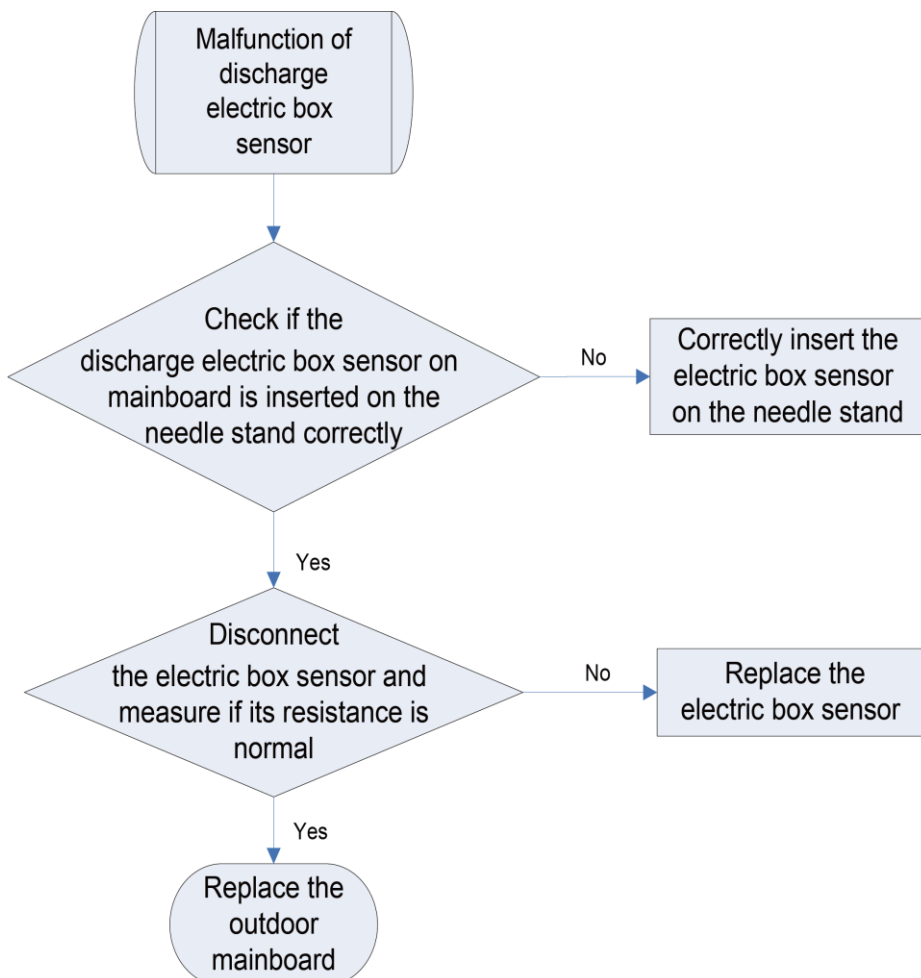 Malfunction of
discharge
electric box
sensor
Check if the
discharge electric box sensor on
mainboard is inserted on the
needle stand correctly
No
Correctly insert the
electric box sensor
on the needle stand
Yes
Disconnect
the electric box sensor and
measure if its resistance is
normal
No
Replace the
electric box sensor
Yes
Replace the
outdoor
mainboard